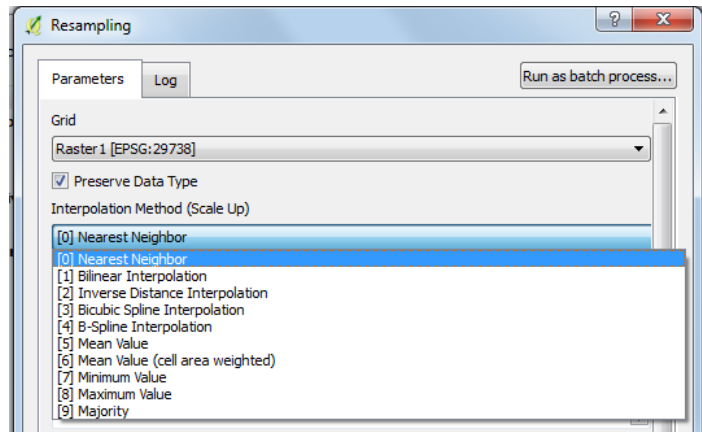 Resampling
Parameters
Log
Run as batch process...
Grid
Raster1 [EPSG:29738]
Preserve Data Type
Interpolation Method (Scale Up)
[0] Nearest Neighbor
[0] Nearest Neighbor
[1] Bilinear Interpolation
[2] Inverse Distance Interpolation
[3] Bicubic Spline Interpolation
[4] B-Spline Interpolation
[5] Mean Value
[6] Mean Value (cell area weighted)
[7] Minimum Value
[8] Maximum Value
[9] Majority